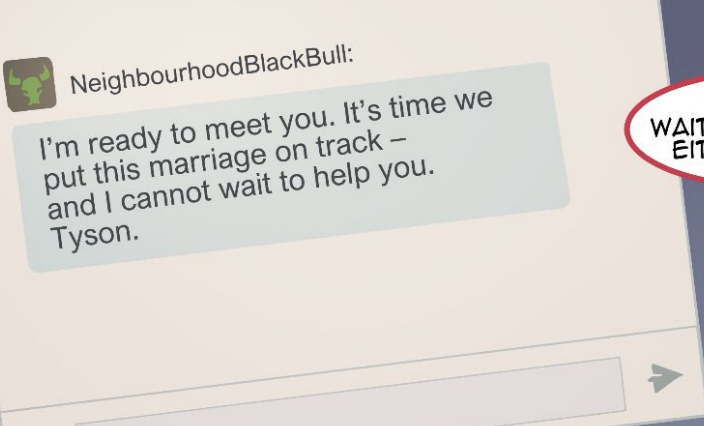 NeighbourhoodBlackBull:
I'm ready to meet you. It's time we
put this marriage on track –
and I cannot wait to help you.
Tyson.